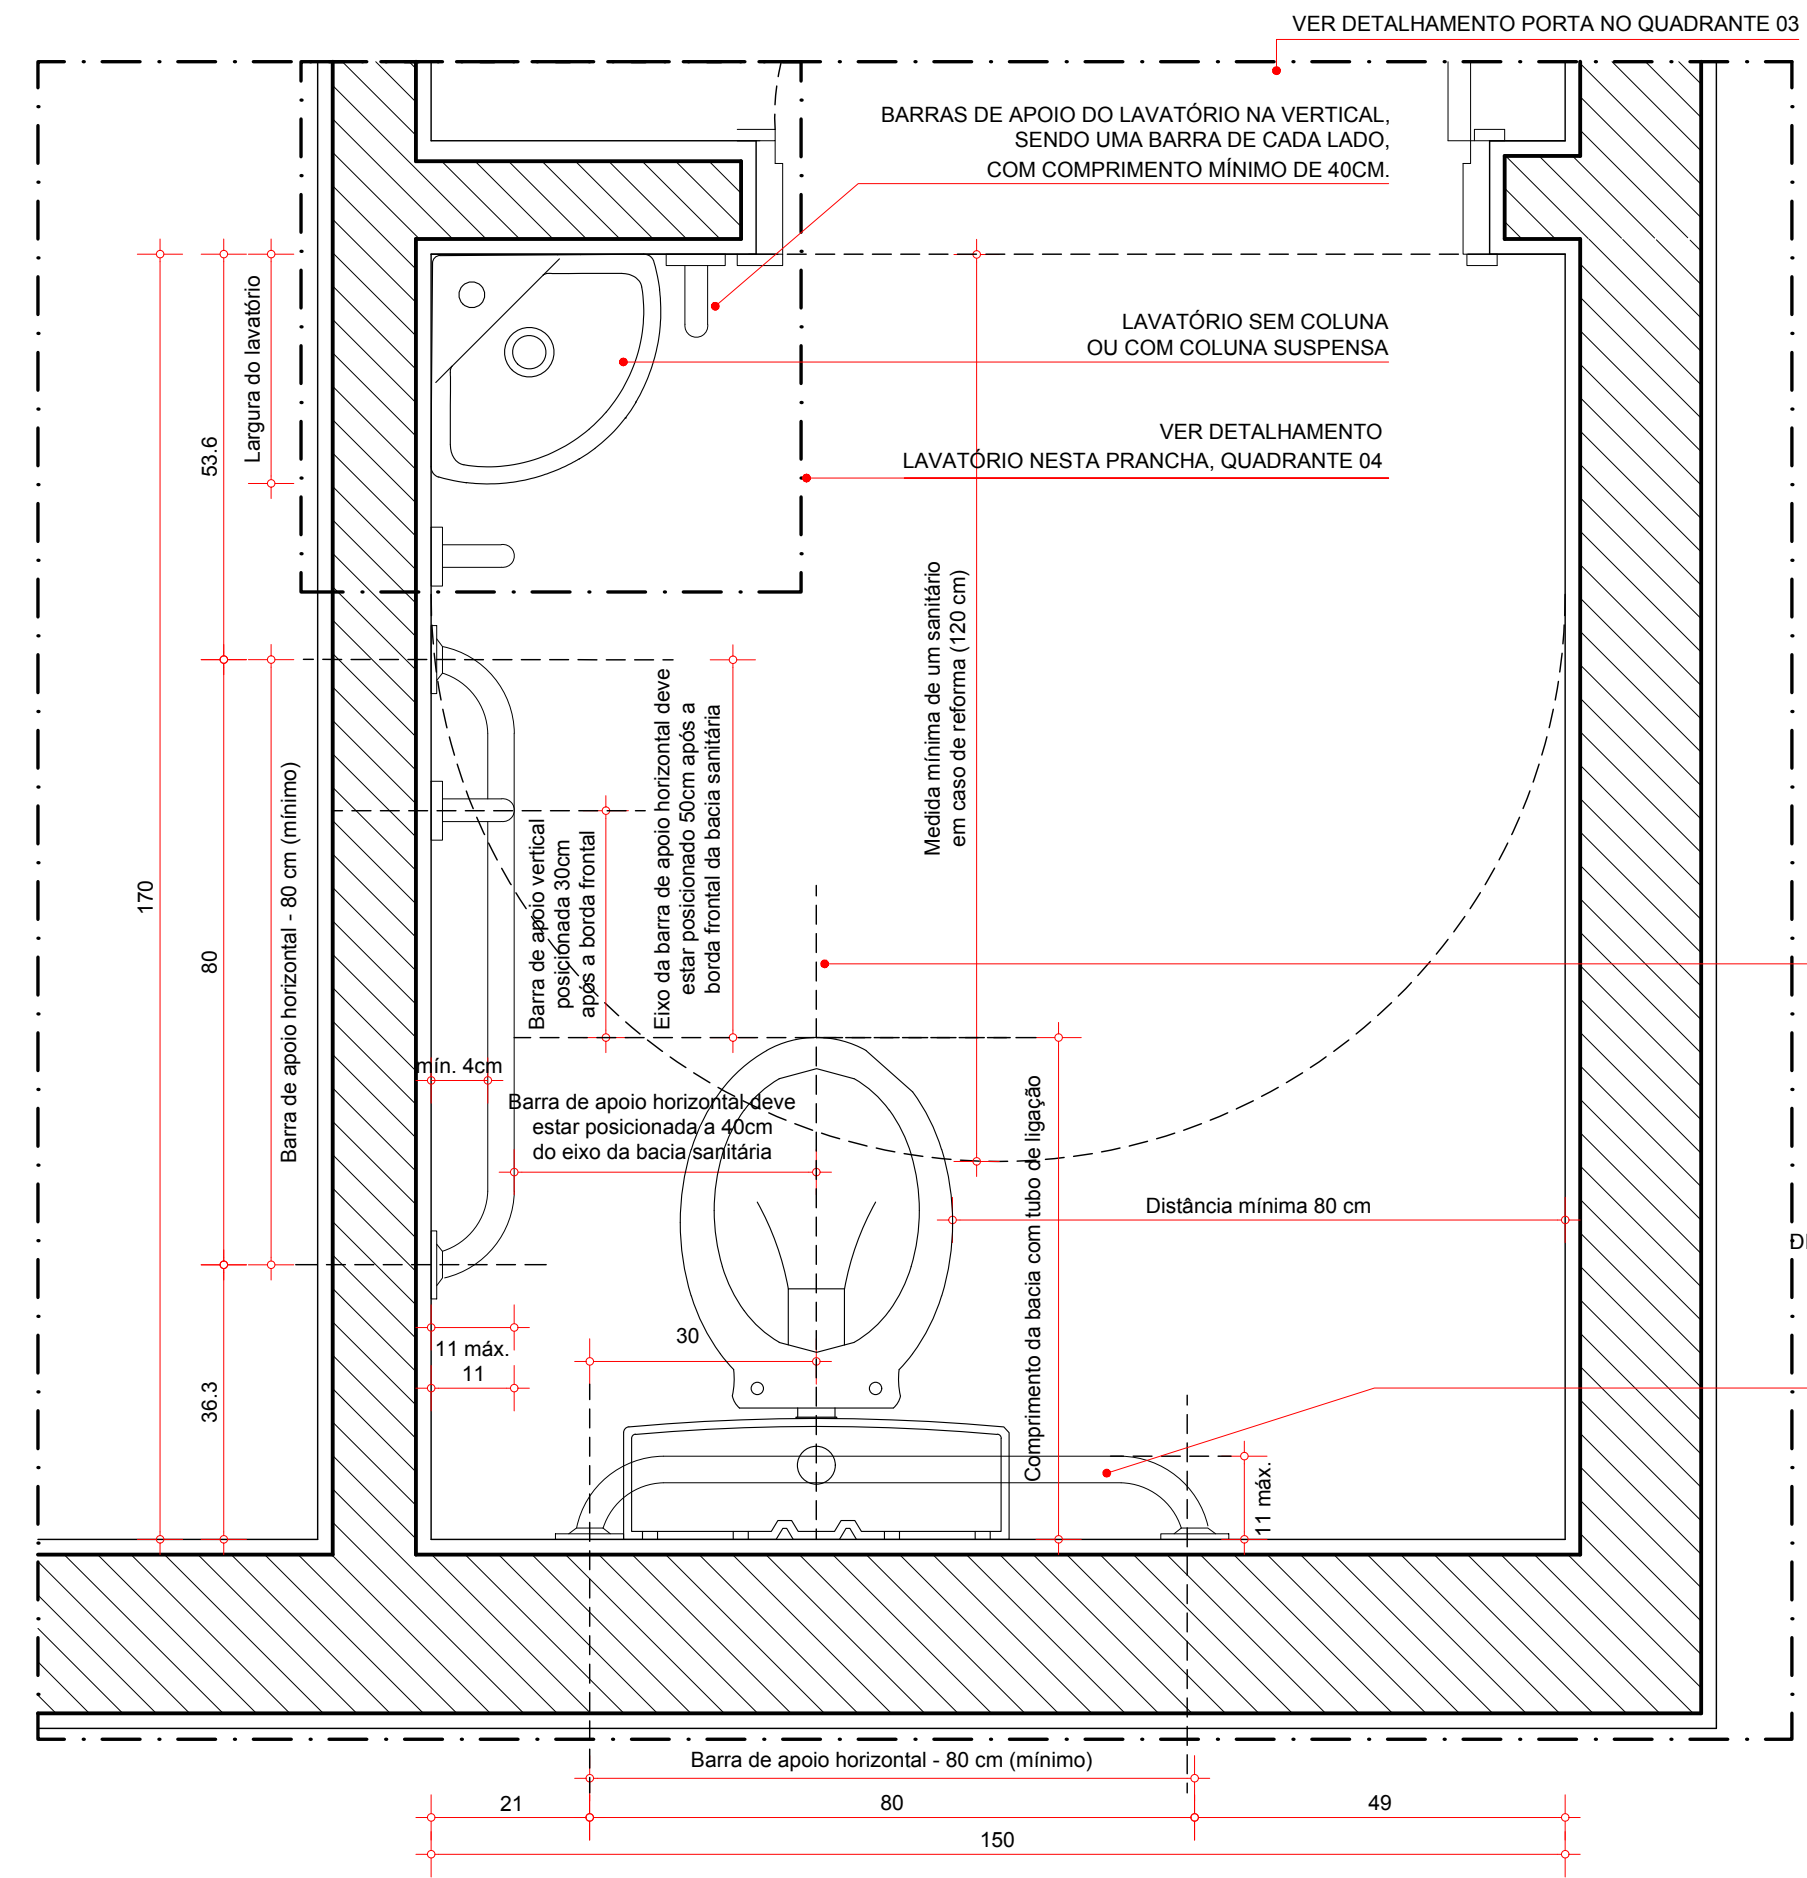 VER DETALHAMENTO PORTA NO QUADRANTE 03
BARRAS DE APOIO DO LAVATÓRIO NA VERTICAL,
SENDO UMA BARRA DE CADA LADO,
COM COMPRIMENTO MÍNIMO DE 40CM.
LAVATÓRIO SEM COLUNA
OU COM COLUNA SUSPENSA
VER DETALHAMENTO
LAVATÓRIO NESTA PRANCHA, QUADRANTE 04
Largura do lavatório
53.6
170
80
36.3
Barra de apoio horizontal - 80 cm (mínimo)
Medida mínima de um sanitário
em caso de reforma (120 cm)
Eixo da barra de apoio horizontal deve
estar posicionado 50cm após a
borda frontal da bacia sanitária
Barra de apoio vertical
posicionada 30cm
após a borda frontal
mín. 4cm
Barra de apoio horizontal deve
estar posicionada a 40cm
do eixo da bacia sanitária
Comprimento da bacia com tubo de ligação
Distância mínima 80 cm
DI
11 máx.
11
30
11 máx.
Barra de apoio horizontal - 80 cm (mínimo)
21
80
49
150